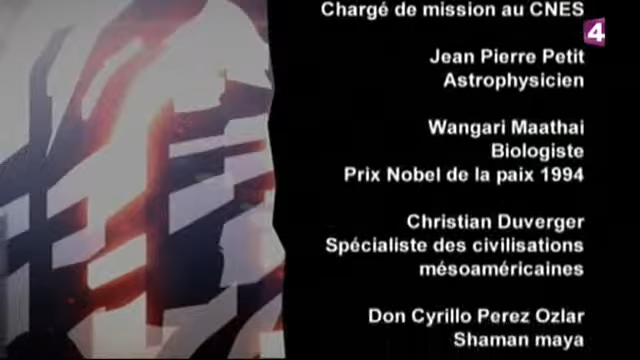 Chargé de mission au CNES
4
Jean Pierre Petit
Astrophysicien
Wangari Maathai
Biologiste
Prix Nobel de la paix 1994
Christian Duverger
Spécialiste des civilisations
mésoaméricaines
Don Cyrillo Perez Ozlar
Shaman maya